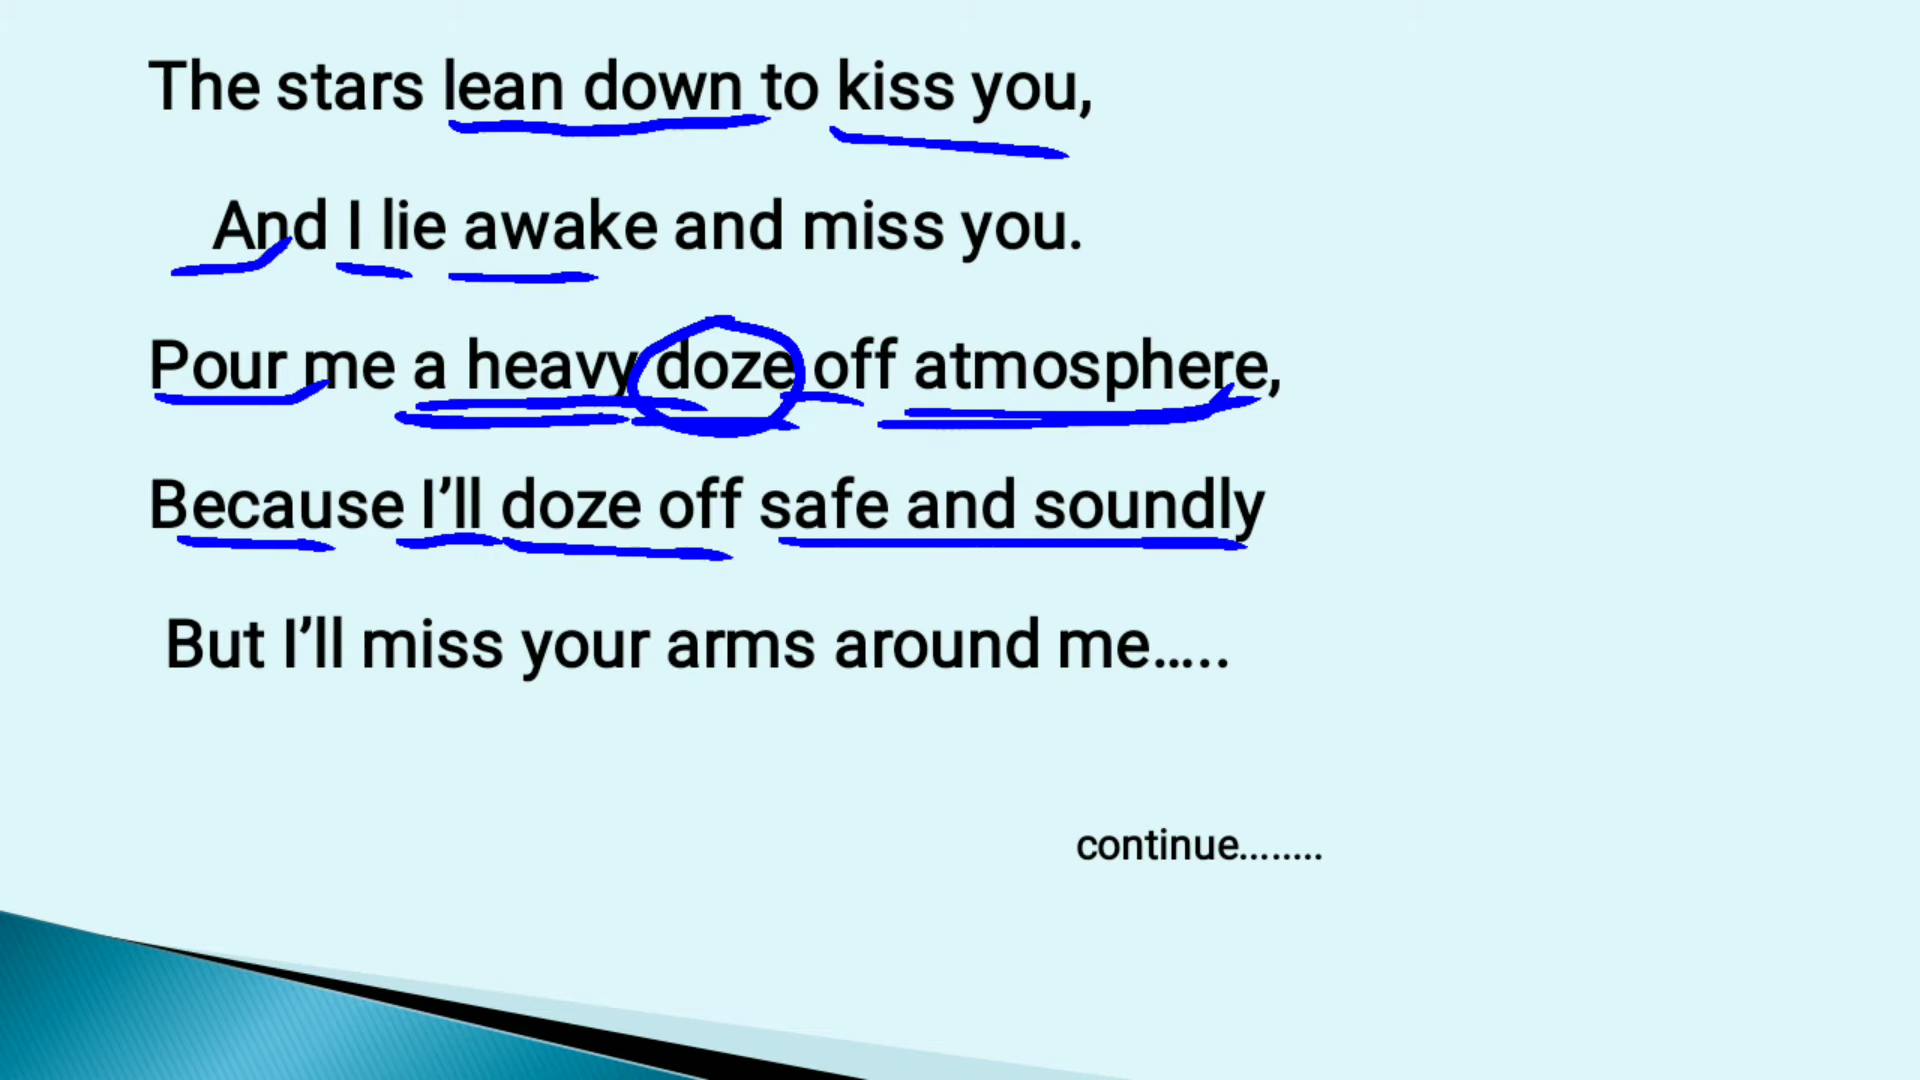 The stars lean down to kiss you,
And I lie awake and miss you.
Pour me a heavy doze off atmosphere,
Because I’ll doze off safe and soundly
But I’ll miss your arms around me.....
continue........